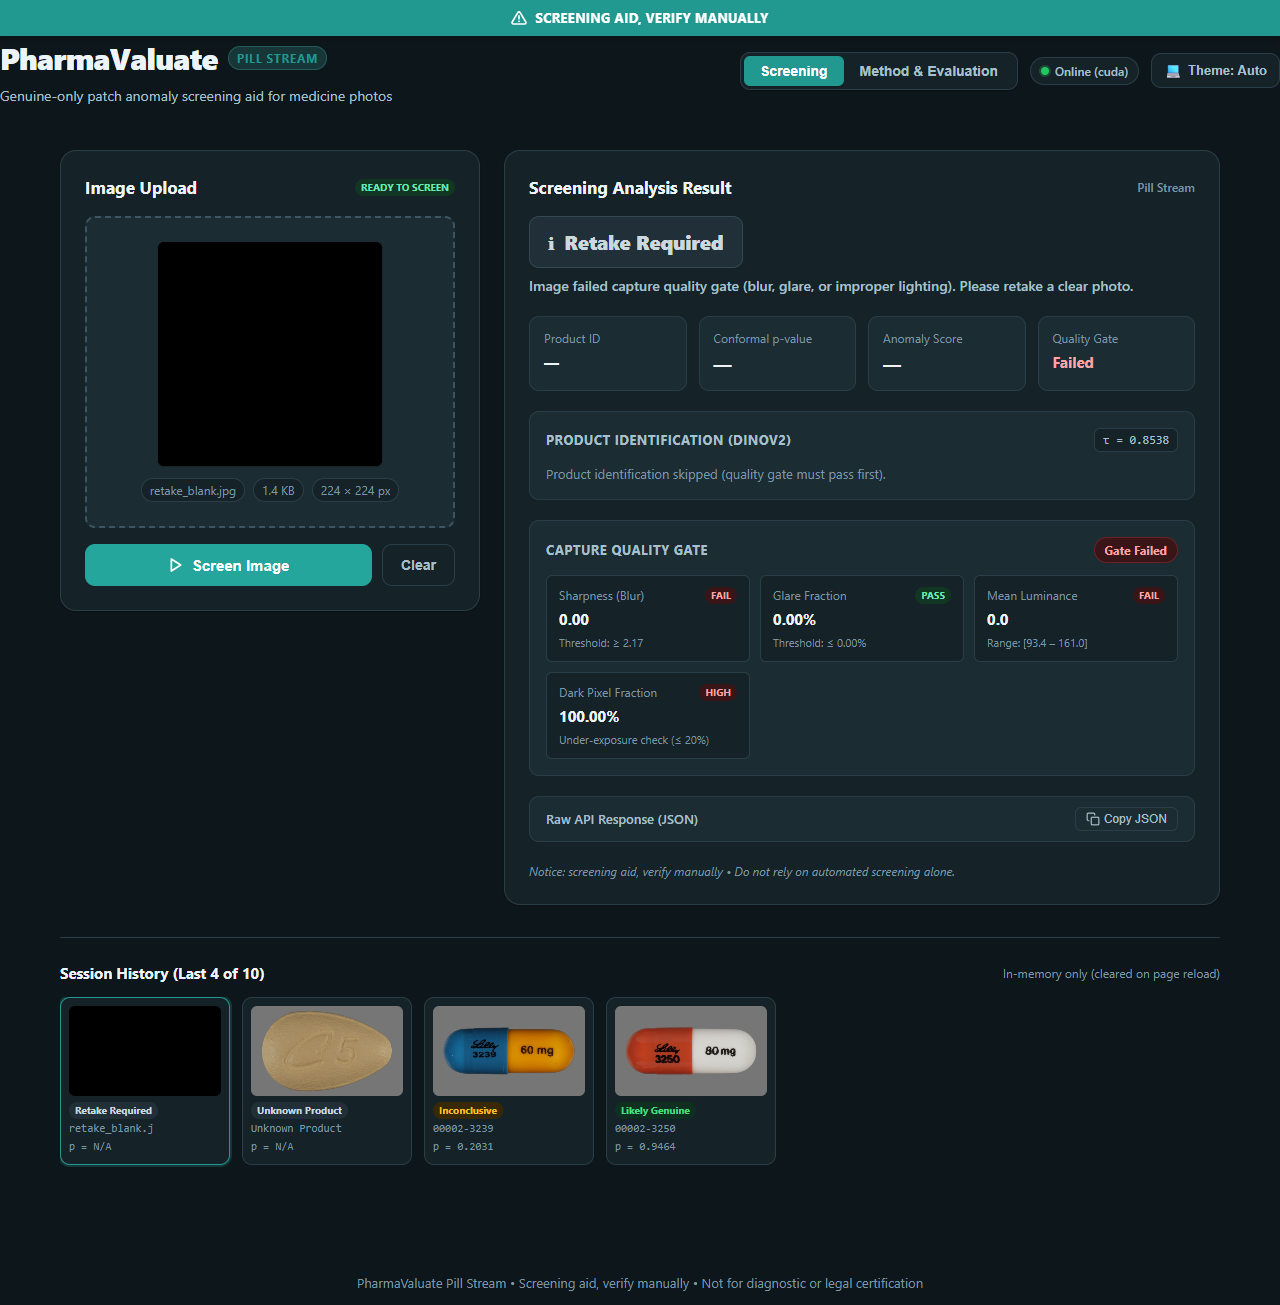 SCREENING AID, VERIFY MANUALLY
PharmaValuate PILL STREAM
Genuine-only patch anomaly screening aid for medicine photos
Screening Method & Evaluation Online (cuda) Theme: Auto
Image Upload READY TO SCREEN
retake_blank.jpg 1.4 KB 224 × 224 px
Screen Image Clear
Screening Analysis Result Pill Stream
i Retake Required
Image failed capture quality gate (blur, glare, or improper lighting). Please retake a clear photo.
Product ID Conformal p-value Anomaly Score Quality Gate
— — — Failed
PRODUCT IDENTIFICATION (DINOV2) τ = 0.8538
Product identification skipped (quality gate must pass first).
CAPTURE QUALITY GATE Gate Failed
Sharpness (Blur) FAIL Glare Fraction PASS Mean Luminance FAIL
0.00 0.00% 0.0
Threshold: ≥ 2.17 Threshold: ≤ 0.00% Range: [93.4 – 161.0]
Dark Pixel Fraction HIGH
100.00%
Under-exposure check (≤ 20%)
Raw API Response (JSON) Copy JSON
Notice: screening aid, verify manually • Do not rely on automated screening alone.
Session History (Last 4 of 10) In-memory only (cleared on page reload)
5
Lilly 3239 60 mg
Lilly 3250 80 mg
Retake Required Unknown Product Inconclusive Likely Genuine
retake_blank.j Unknown Product 00002-3239 00002-3250
p = N/A p = N/A p = 0.2031 p = 0.9464
PharmaValuate Pill Stream • Screening aid, verify manually • Not for diagnostic or legal certification